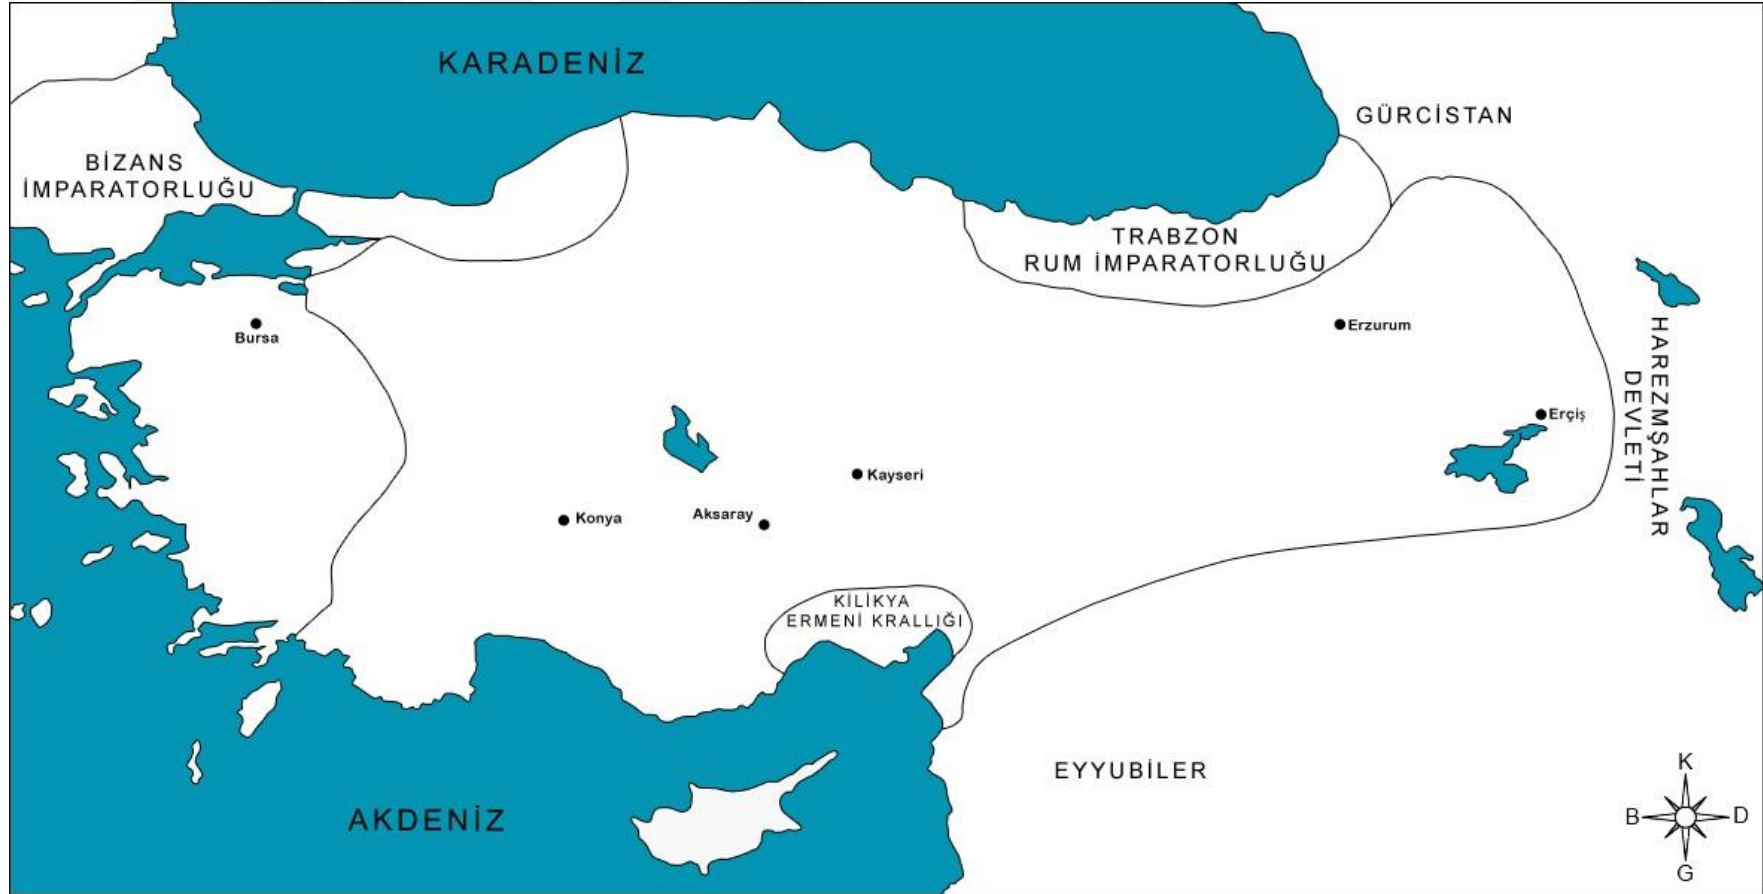 KARADENİZ
GÜRCİSTAN
BİZANS
İMPARATORLUĞU
TRABZON
RUM İMPARATORLUĞU
Bursa
Erzurum
HAREZMŞAHLAR
DEVLETİ
Erçiş
Kayseri
Konya
Aksaray
KİLİKYA
ERMENİ KRALLIĞI
EYYUBİLER
AKDENİZ
K
B
D
G